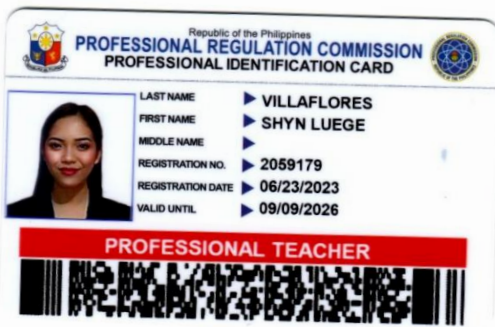 Republic of the Philippines
PROFESSIONAL REGULATION COMMISSION
PROFESSIONAL IDENTIFICATION CARD
LAST NAME VILLAFLORES
FIRST NAME SHYN LUEGE
MIDDLE NAME
REGISTRATION NO. 2059179
REGISTRATION DATE 06/23/2023
VALID UNTIL 09/09/2026
PROFESSIONAL TEACHER